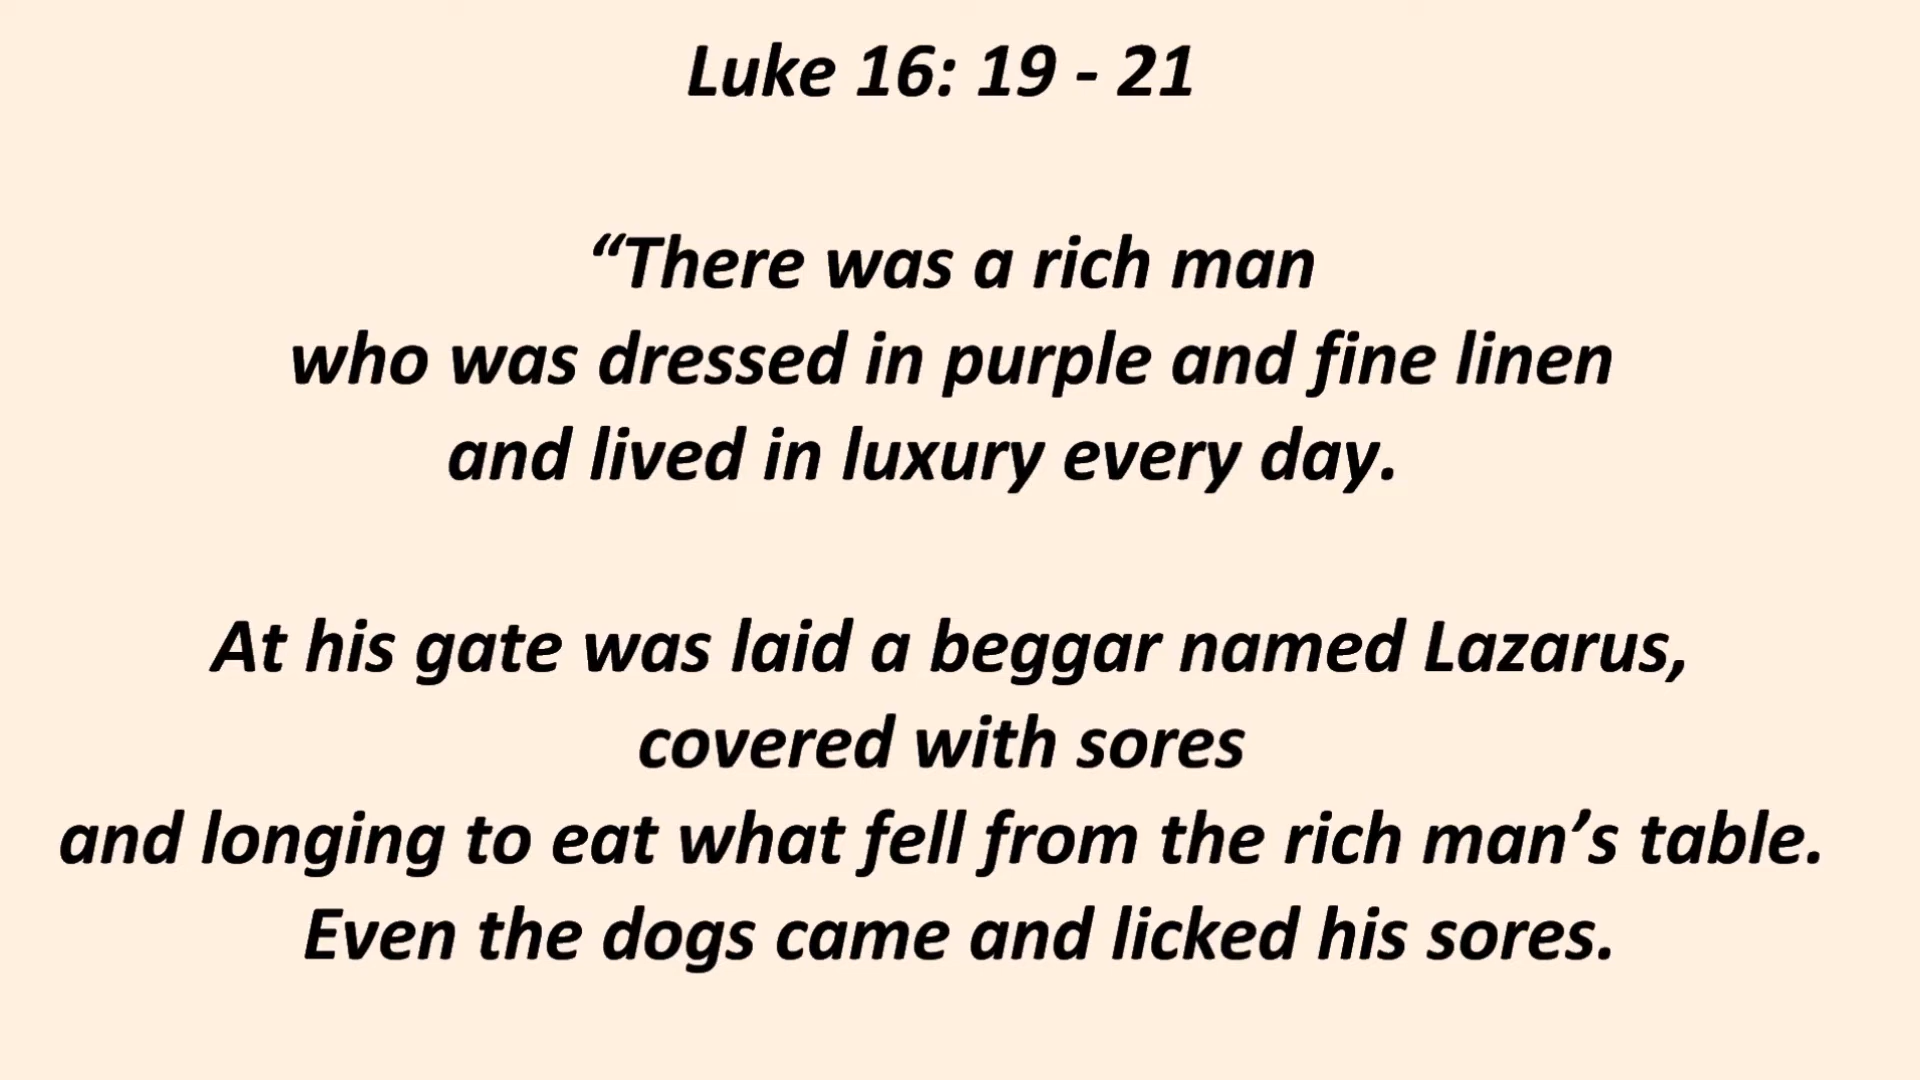 Luke 16: 19 - 21
“There was a rich man
who was dressed in purple and fine linen
and lived in luxury every day.
At his gate was laid a beggar named Lazarus,
covered with sores
and longing to eat what fell from the rich man’s table.
Even the dogs came and licked his sores.